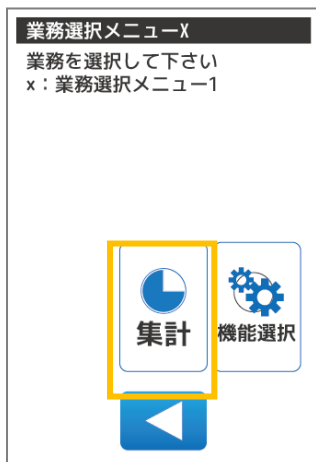 業務選択メニューX
業務を選択して下さい
x：業務選択メニュー1
集計
機能選択